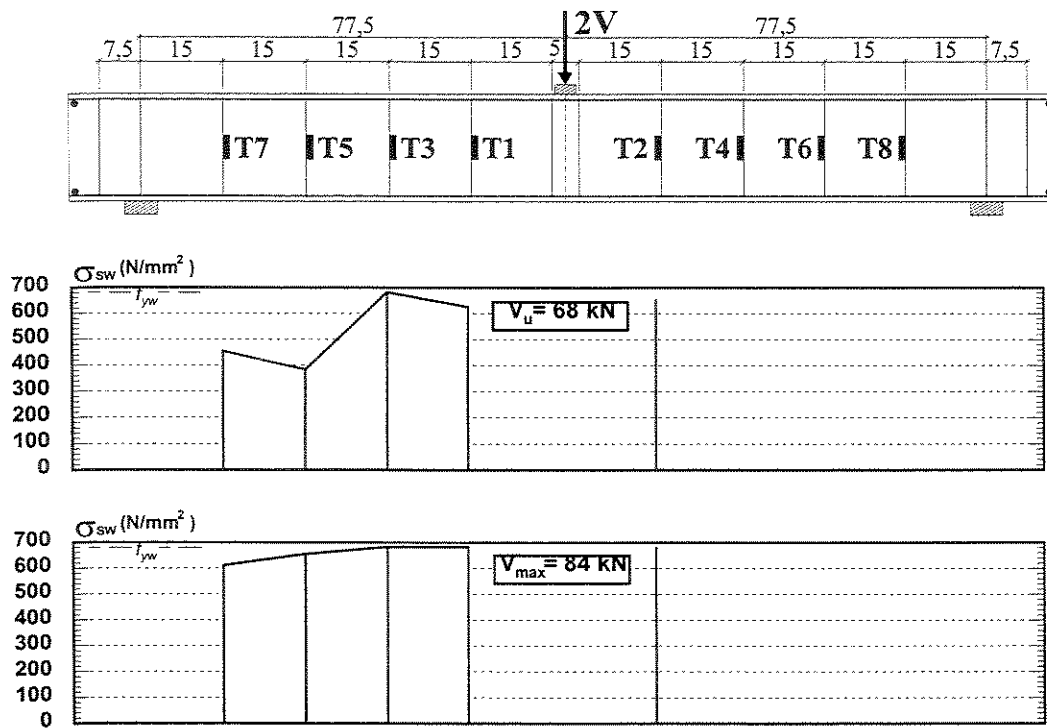 2V
77,5 77,5
7,5 15 15 15 15 15 5 15 15 15 15 15 7,5
T7 T5 T3 T1 T2 T4 T6 T8
σsw (N/mm²)
700
fyw
600
Vu= 68 kN
500
400
300
200
100
0
σsw (N/mm²)
700
fyw
600
Vmax= 84 kN
500
400
300
200
100
0